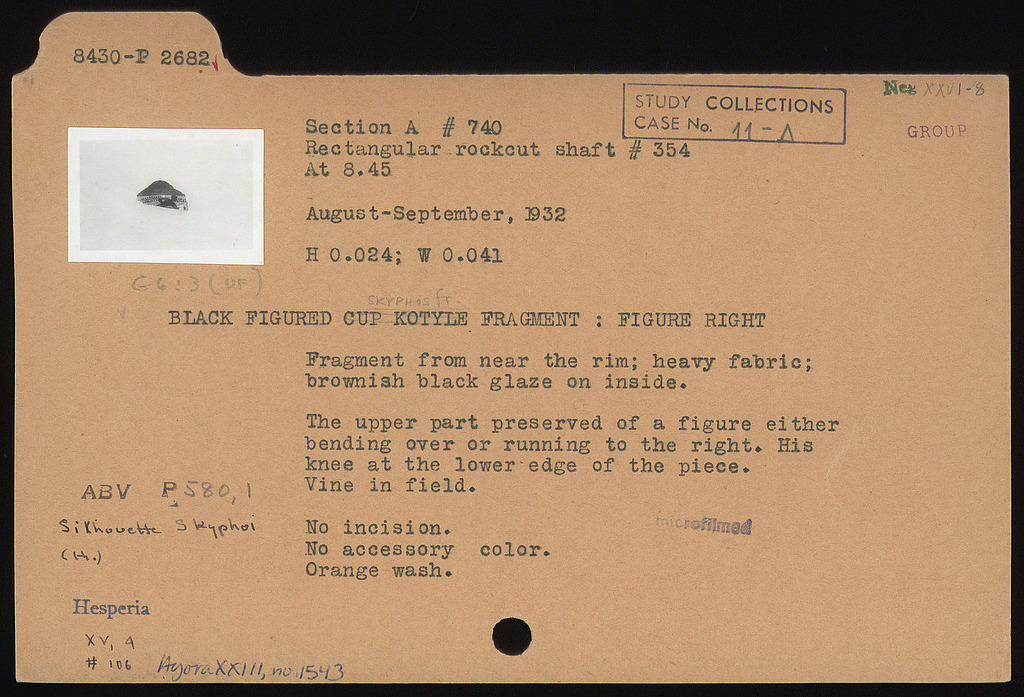 8430-P 2682
Neg XXVI-8
STUDY COLLECTIONS
CASE No. 11-A
GROUP
Section A # 740
Rectangular rockcut shaft # 354
At 8.45
August-September, 1932
H 0.024; W 0.041
G 6:3 (UF)
SKYPHOS fr.
BLACK FIGURED CUP KOTYLE FRAGMENT : FIGURE RIGHT
Fragment from near the rim; heavy fabric;
brownish black glaze on inside.
The upper part preserved of a figure either
bending over or running to the right. His
knee at the lower edge of the piece.
Vine in field.
ABV P 580, 1
Silhouette Skyphoi
(H.)
No incision.
No accessory color.
Orange wash.
microfilmed
Hesperia
XV, 4
# 106
Agora XXIII, no. 1543